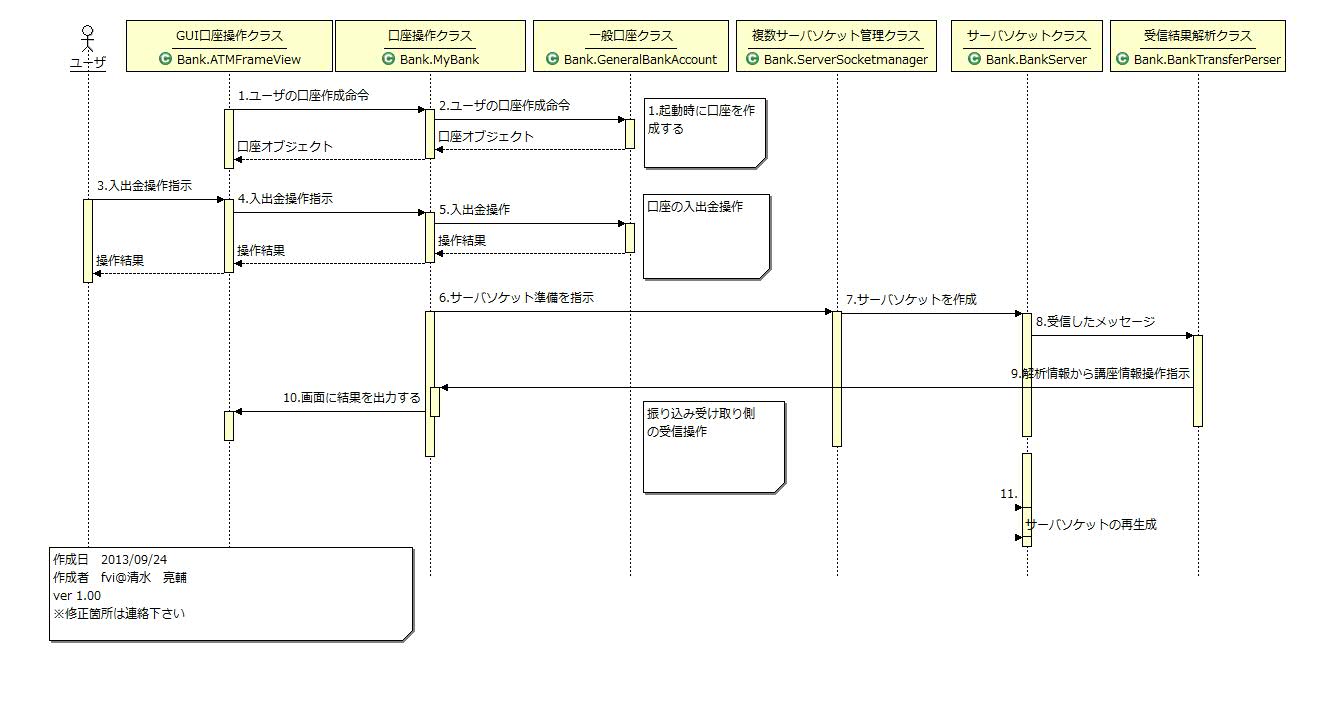 ユーザ
GUI口座操作クラス
Bank.ATMFrameView
口座操作クラス
Bank.MyBank
一般口座クラス
Bank.GeneralBankAccount
複数サーバソケット管理クラス
Bank.ServerSocketmanager
サーバソケットクラス
Bank.BankServer
受信結果解析クラス
Bank.BankTransferPerser
1.ユーザの口座作成命令
2.ユーザの口座作成命令
1.起動時に口座を作
成する
口座オブジェクト
口座オブジェクト
3.入出金操作指示
4.入出金操作指示
5.入出金操作
口座の入出金操作
操作結果
操作結果
操作結果
6.サーバソケット準備を指示
7.サーバソケットを作成
8.受信したメッセージ
9.解析情報から講座情報操作指示
10.画面に結果を出力する
振り込み受け取り側
の受信操作
11.
サーバソケットの再生成
作成日　2013/09/24
作成者　fvi@清水　亮輔
ver 1.00
※修正箇所は連絡下さい